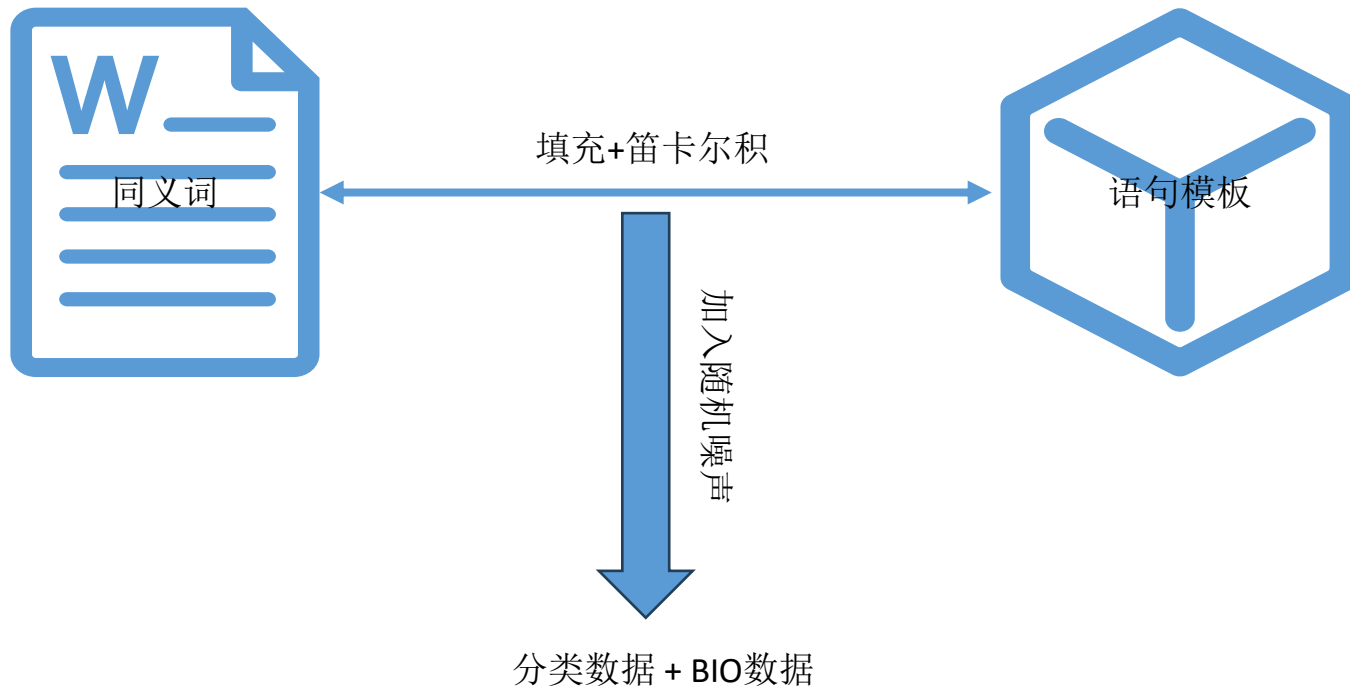 W
填充+笛卡尔积
同义词
语句模板
加入随机噪声
分类数据 + BIO数据